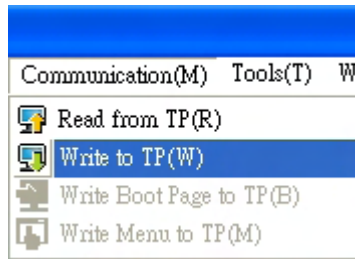 Communication(M) Tools(T) W
Read from TP(R)
Write to TP(W)
Write Boot Page to TP(B)
Write Menu to TP(M)